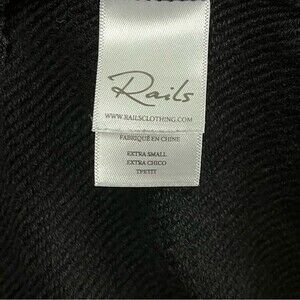 Rails
WWW.RAILSCLOTHING.COM
FABRIQUÉ EN CHINE
EXTRA SMALL
EXTRA CHICO
TPETIT